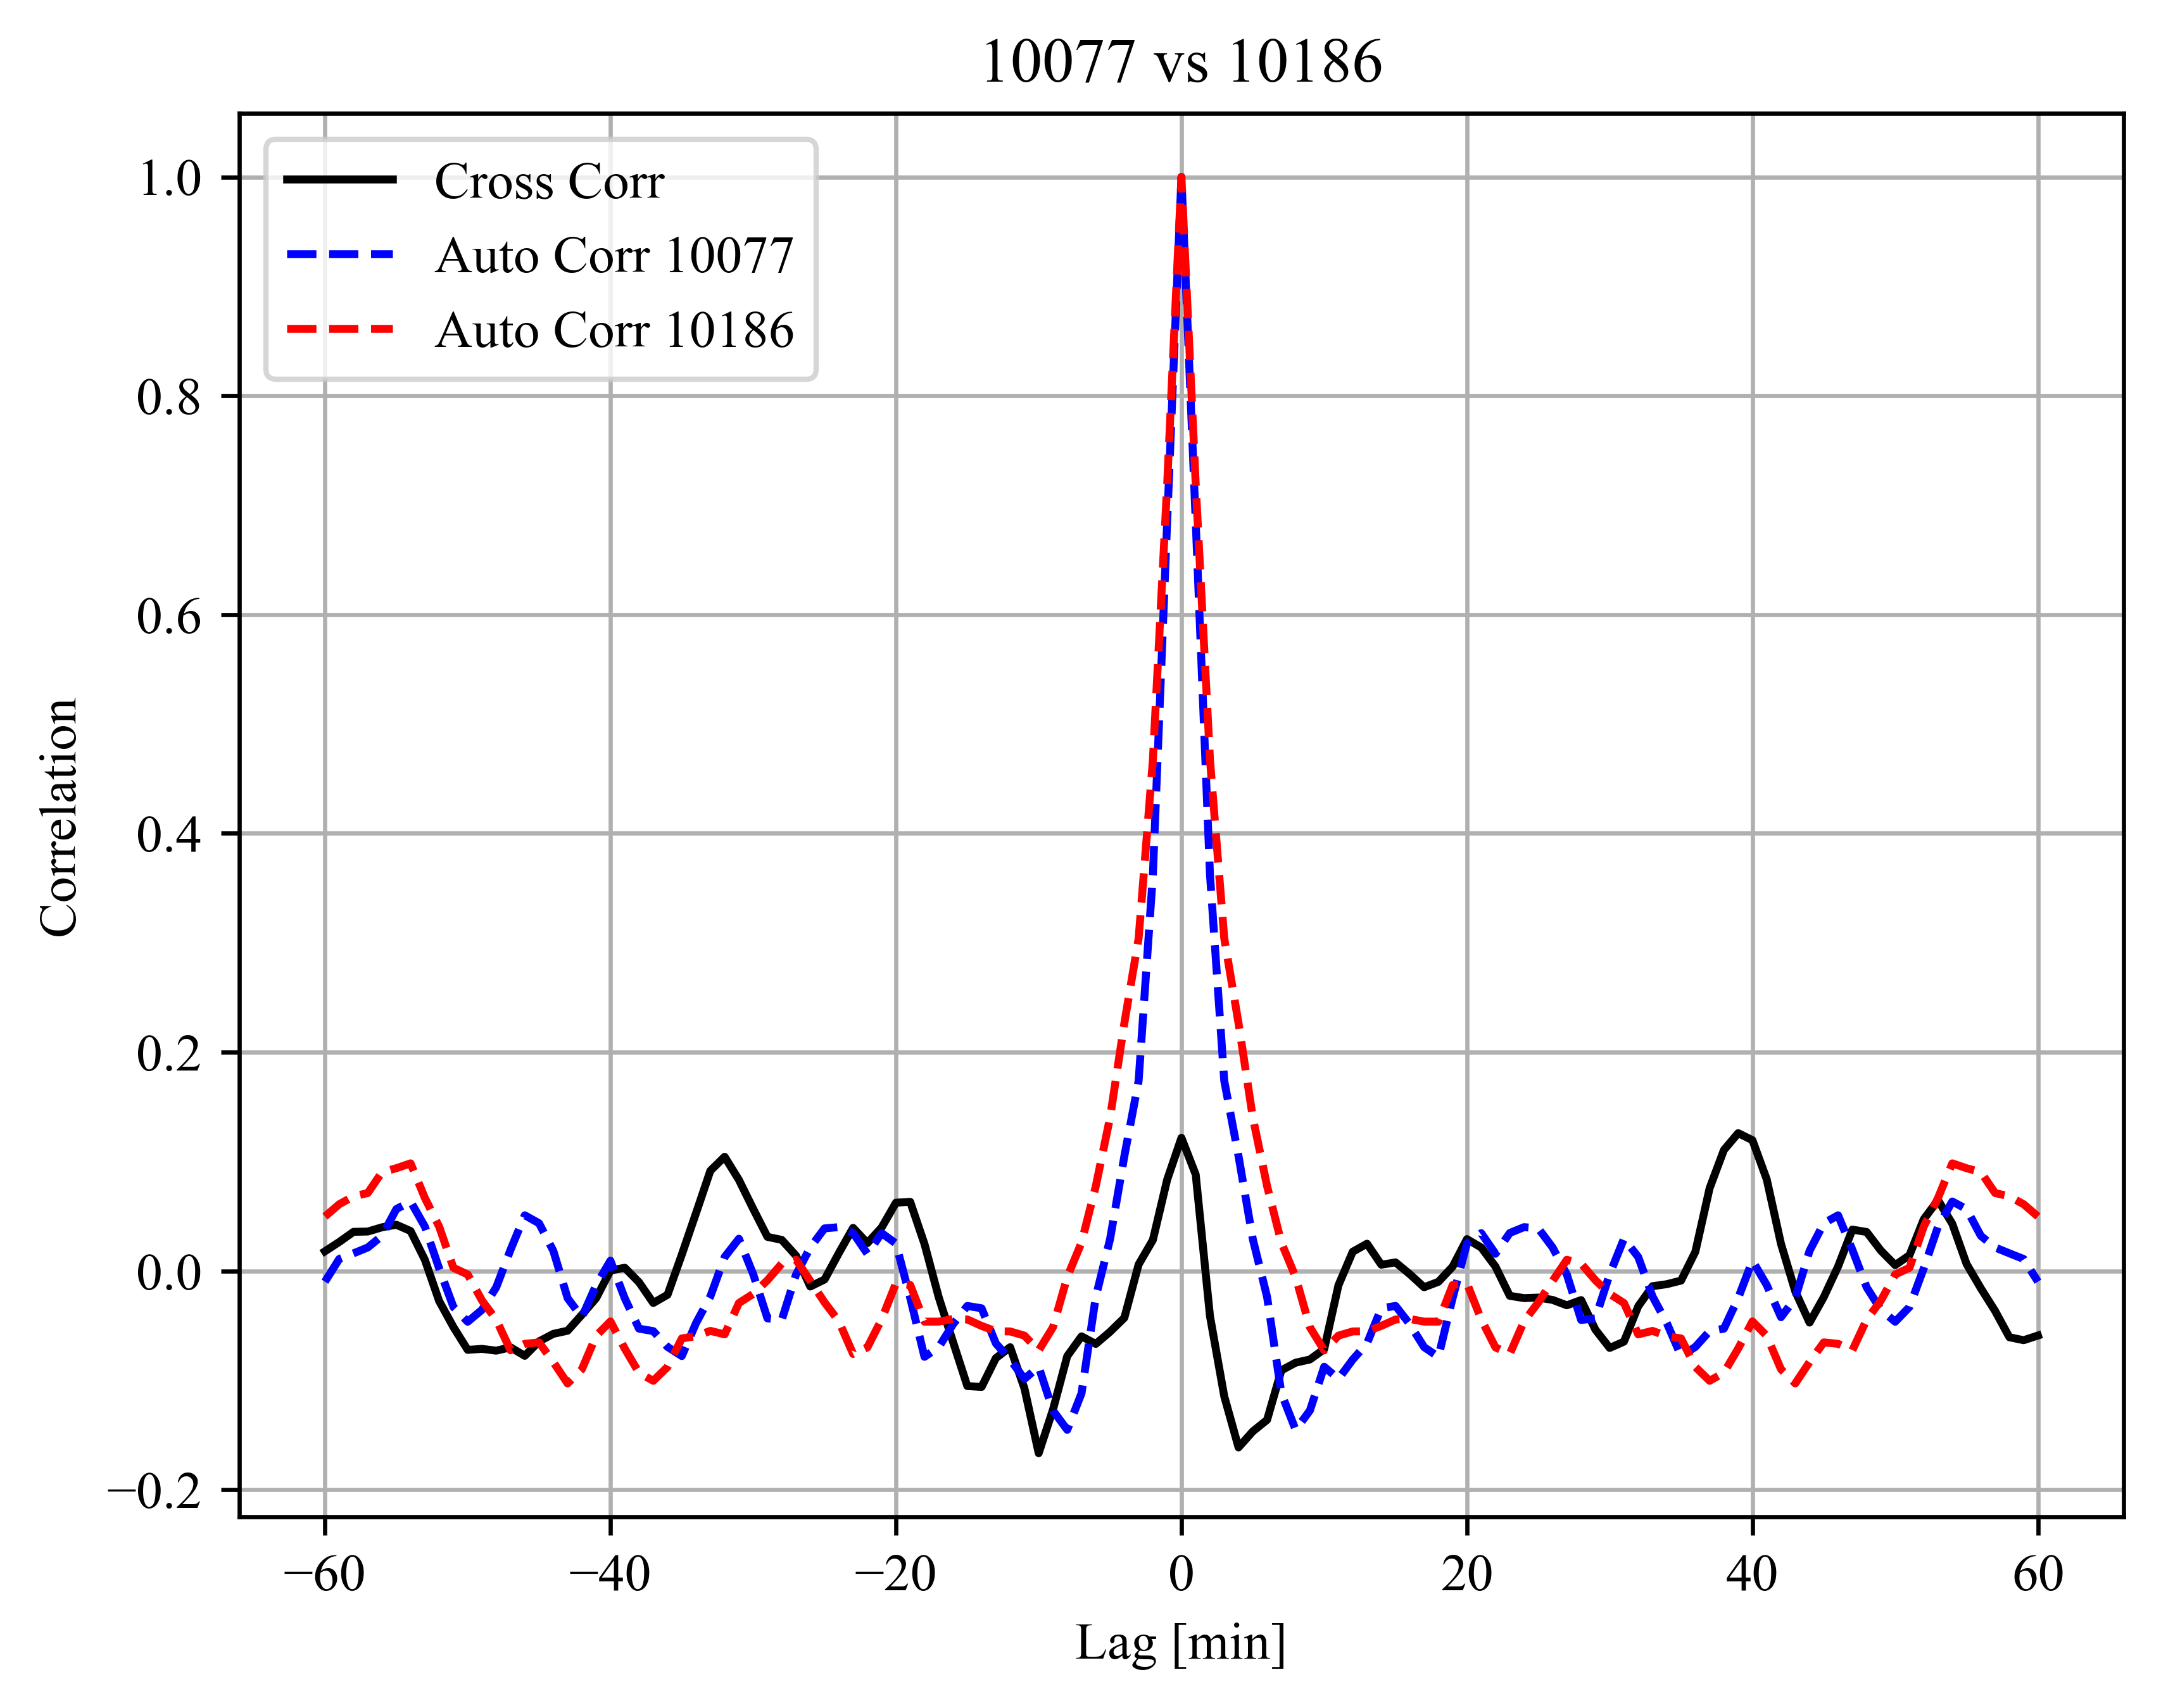 10077 vs 10186
Cross Corr
Auto Corr 10077
Auto Corr 10186
1.0
0.8
0.6
0.4
0.2
0.0
−0.2
Correlation
−60 −40 −20 0 20 40 60
Lag [min]